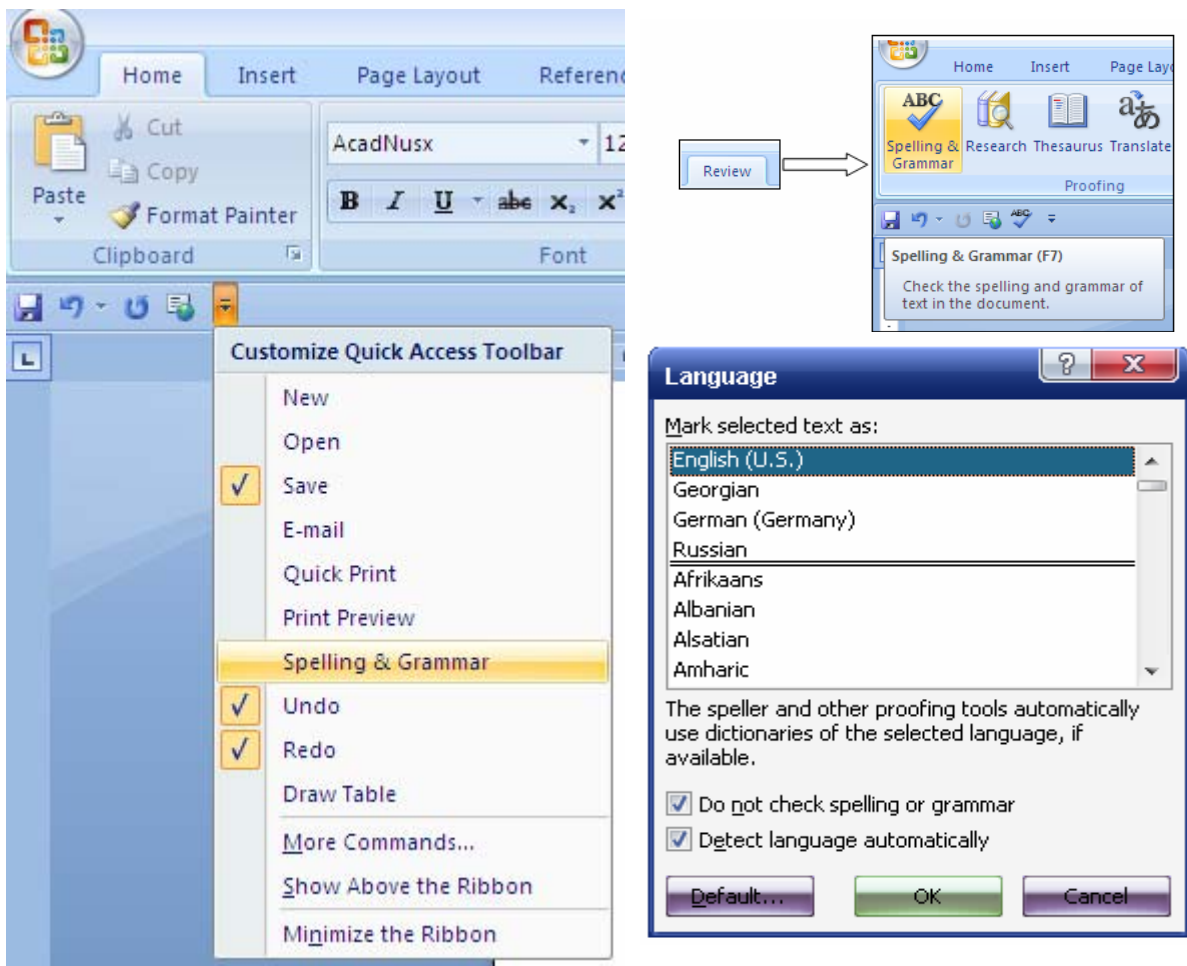 Home Insert Page Layout
Cut
Copy
Paste
Format Painter
Clipboard
AcadNusx 12
B I U abe X₂ X²
Font
Customize Quick Access Toolbar
New
Open
Save
E-mail
Quick Print
Print Preview
Spelling & Grammar
Undo
Redo
Draw Table
More Commands...
Show Above the Ribbon
Minimize the Ribbon
Review
Home Insert Page
ABC
Spelling & Grammar
Research
Thesaurus
Translate
Proofing
ABC
Spelling & Grammar (F7)
Check the spelling and grammar of
text in the document.
Language
Mark selected text as:
English (U.S.)
Georgian
German (Germany)
Russian
Afrikaans
Albanian
Alsatian
Amharic
The speller and other proofing tools automatically
use dictionaries of the selected language, if
available.
Do not check spelling or grammar
Detect language automatically
Default... OK Cancel